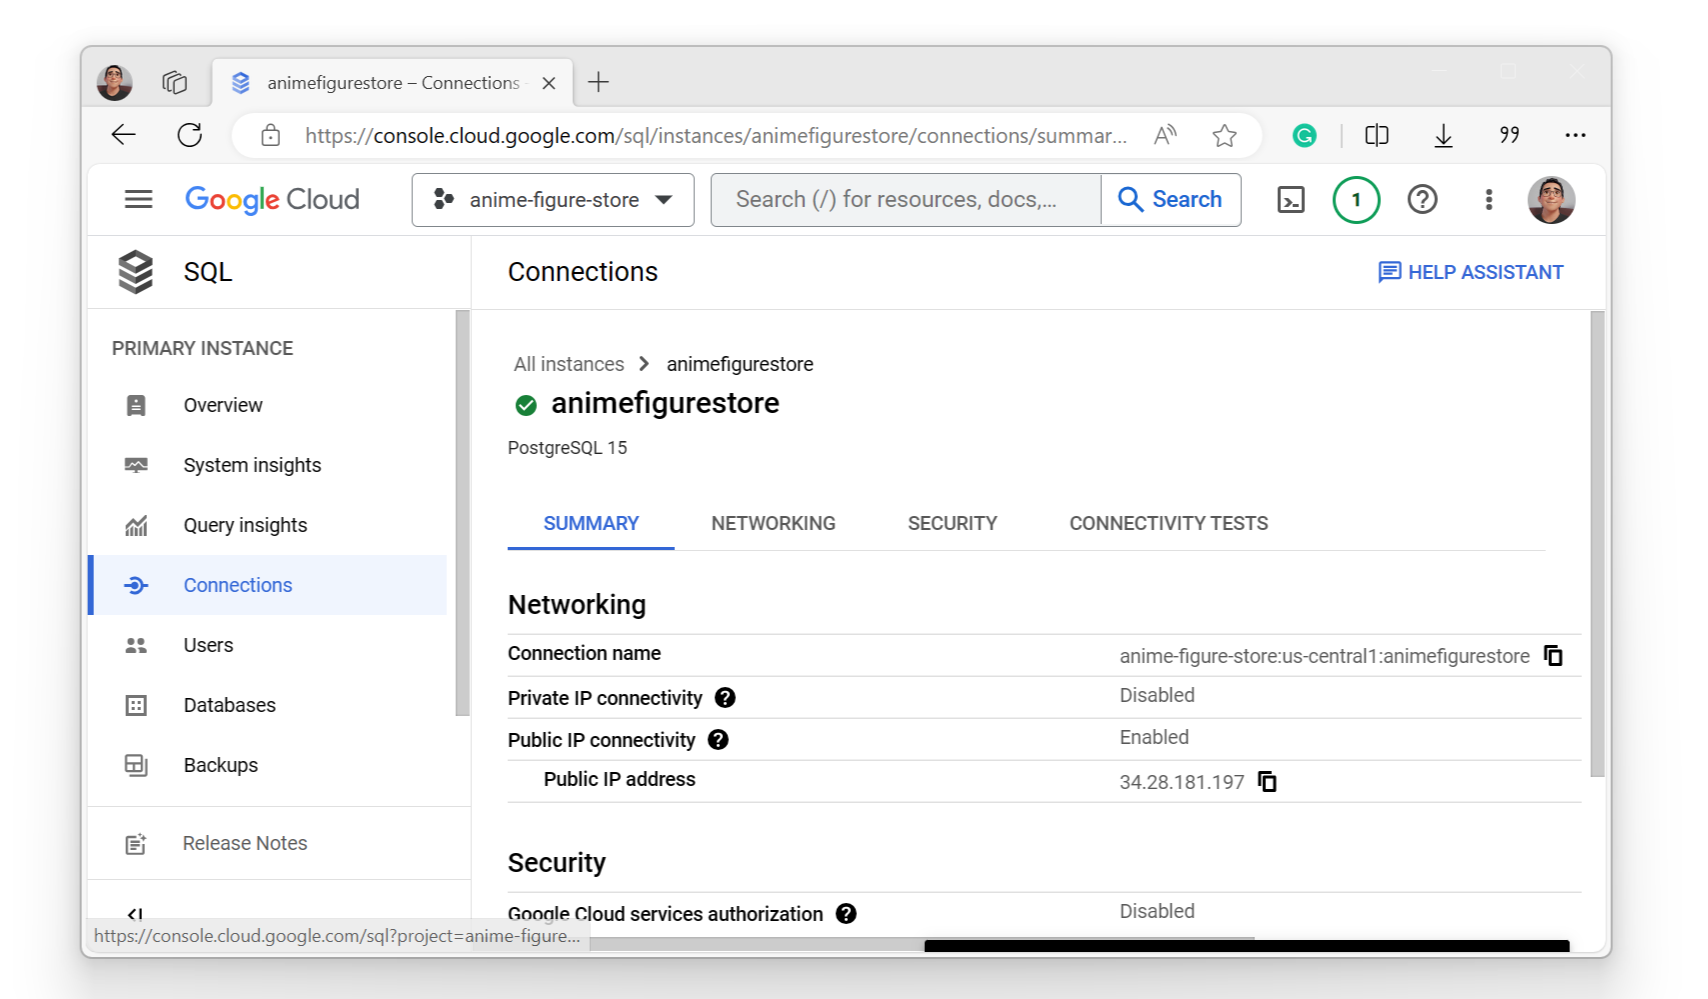 animefigurestore – Connections
https://console.cloud.google.com/sql/instances/animefigurestore/connections/summar...
Google Cloud
anime-figure-store
Search (/) for resources, docs,...
Search
1
SQL
Connections
HELP ASSISTANT
PRIMARY INSTANCE
Overview
System insights
Query insights
Connections
Users
Databases
Backups
Release Notes
https://console.cloud.google.com/sql?project=anime-figure...
All instances
animefigurestore
animefigurestore
PostgreSQL 15
SUMMARY
NETWORKING
SECURITY
CONNECTIVITY TESTS
Networking
Connection name
anime-figure-store:us-central1:animefigurestore
Private IP connectivity
Disabled
Public IP connectivity
Enabled
Public IP address
34.28.181.197
Security
Google Cloud services authorization
Disabled